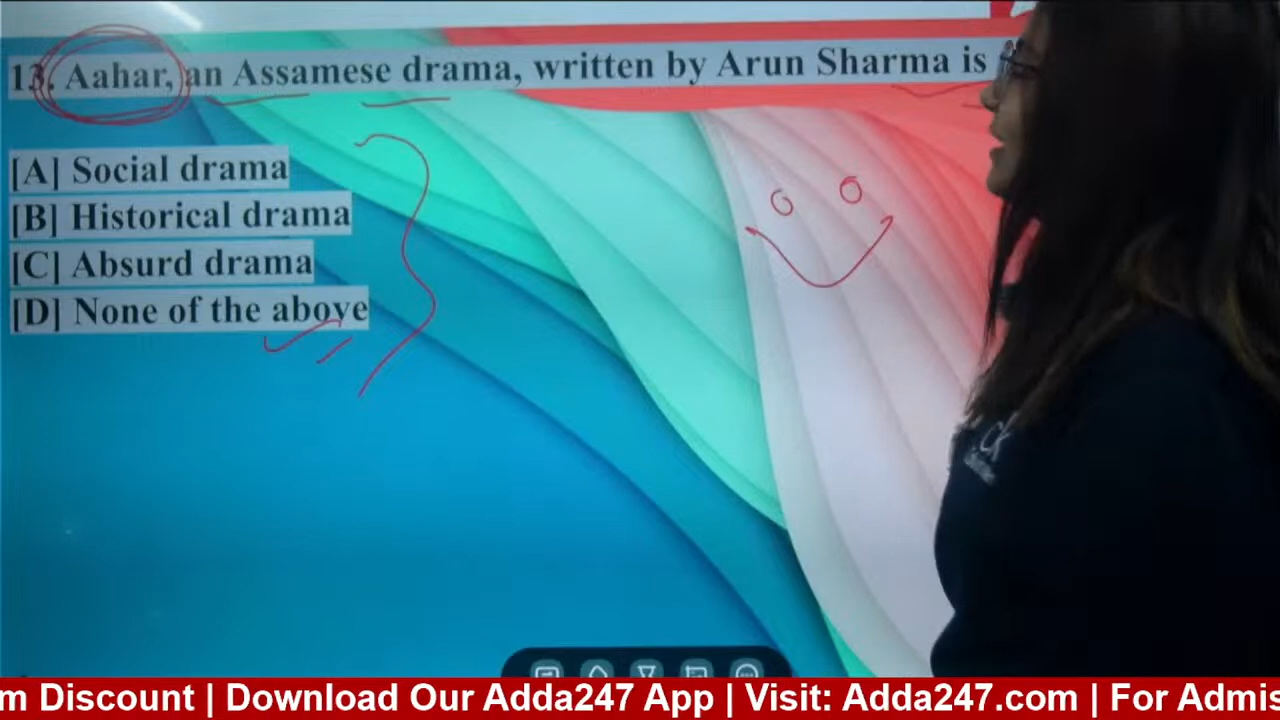 13. Aahar, an Assamese drama, written by Arun Sharma is
[A] Social drama
[B] Historical drama
[C] Absurd drama
[D] None of the above
m Discount | Download Our Adda247 App | Visit: Adda247.com | For Admis